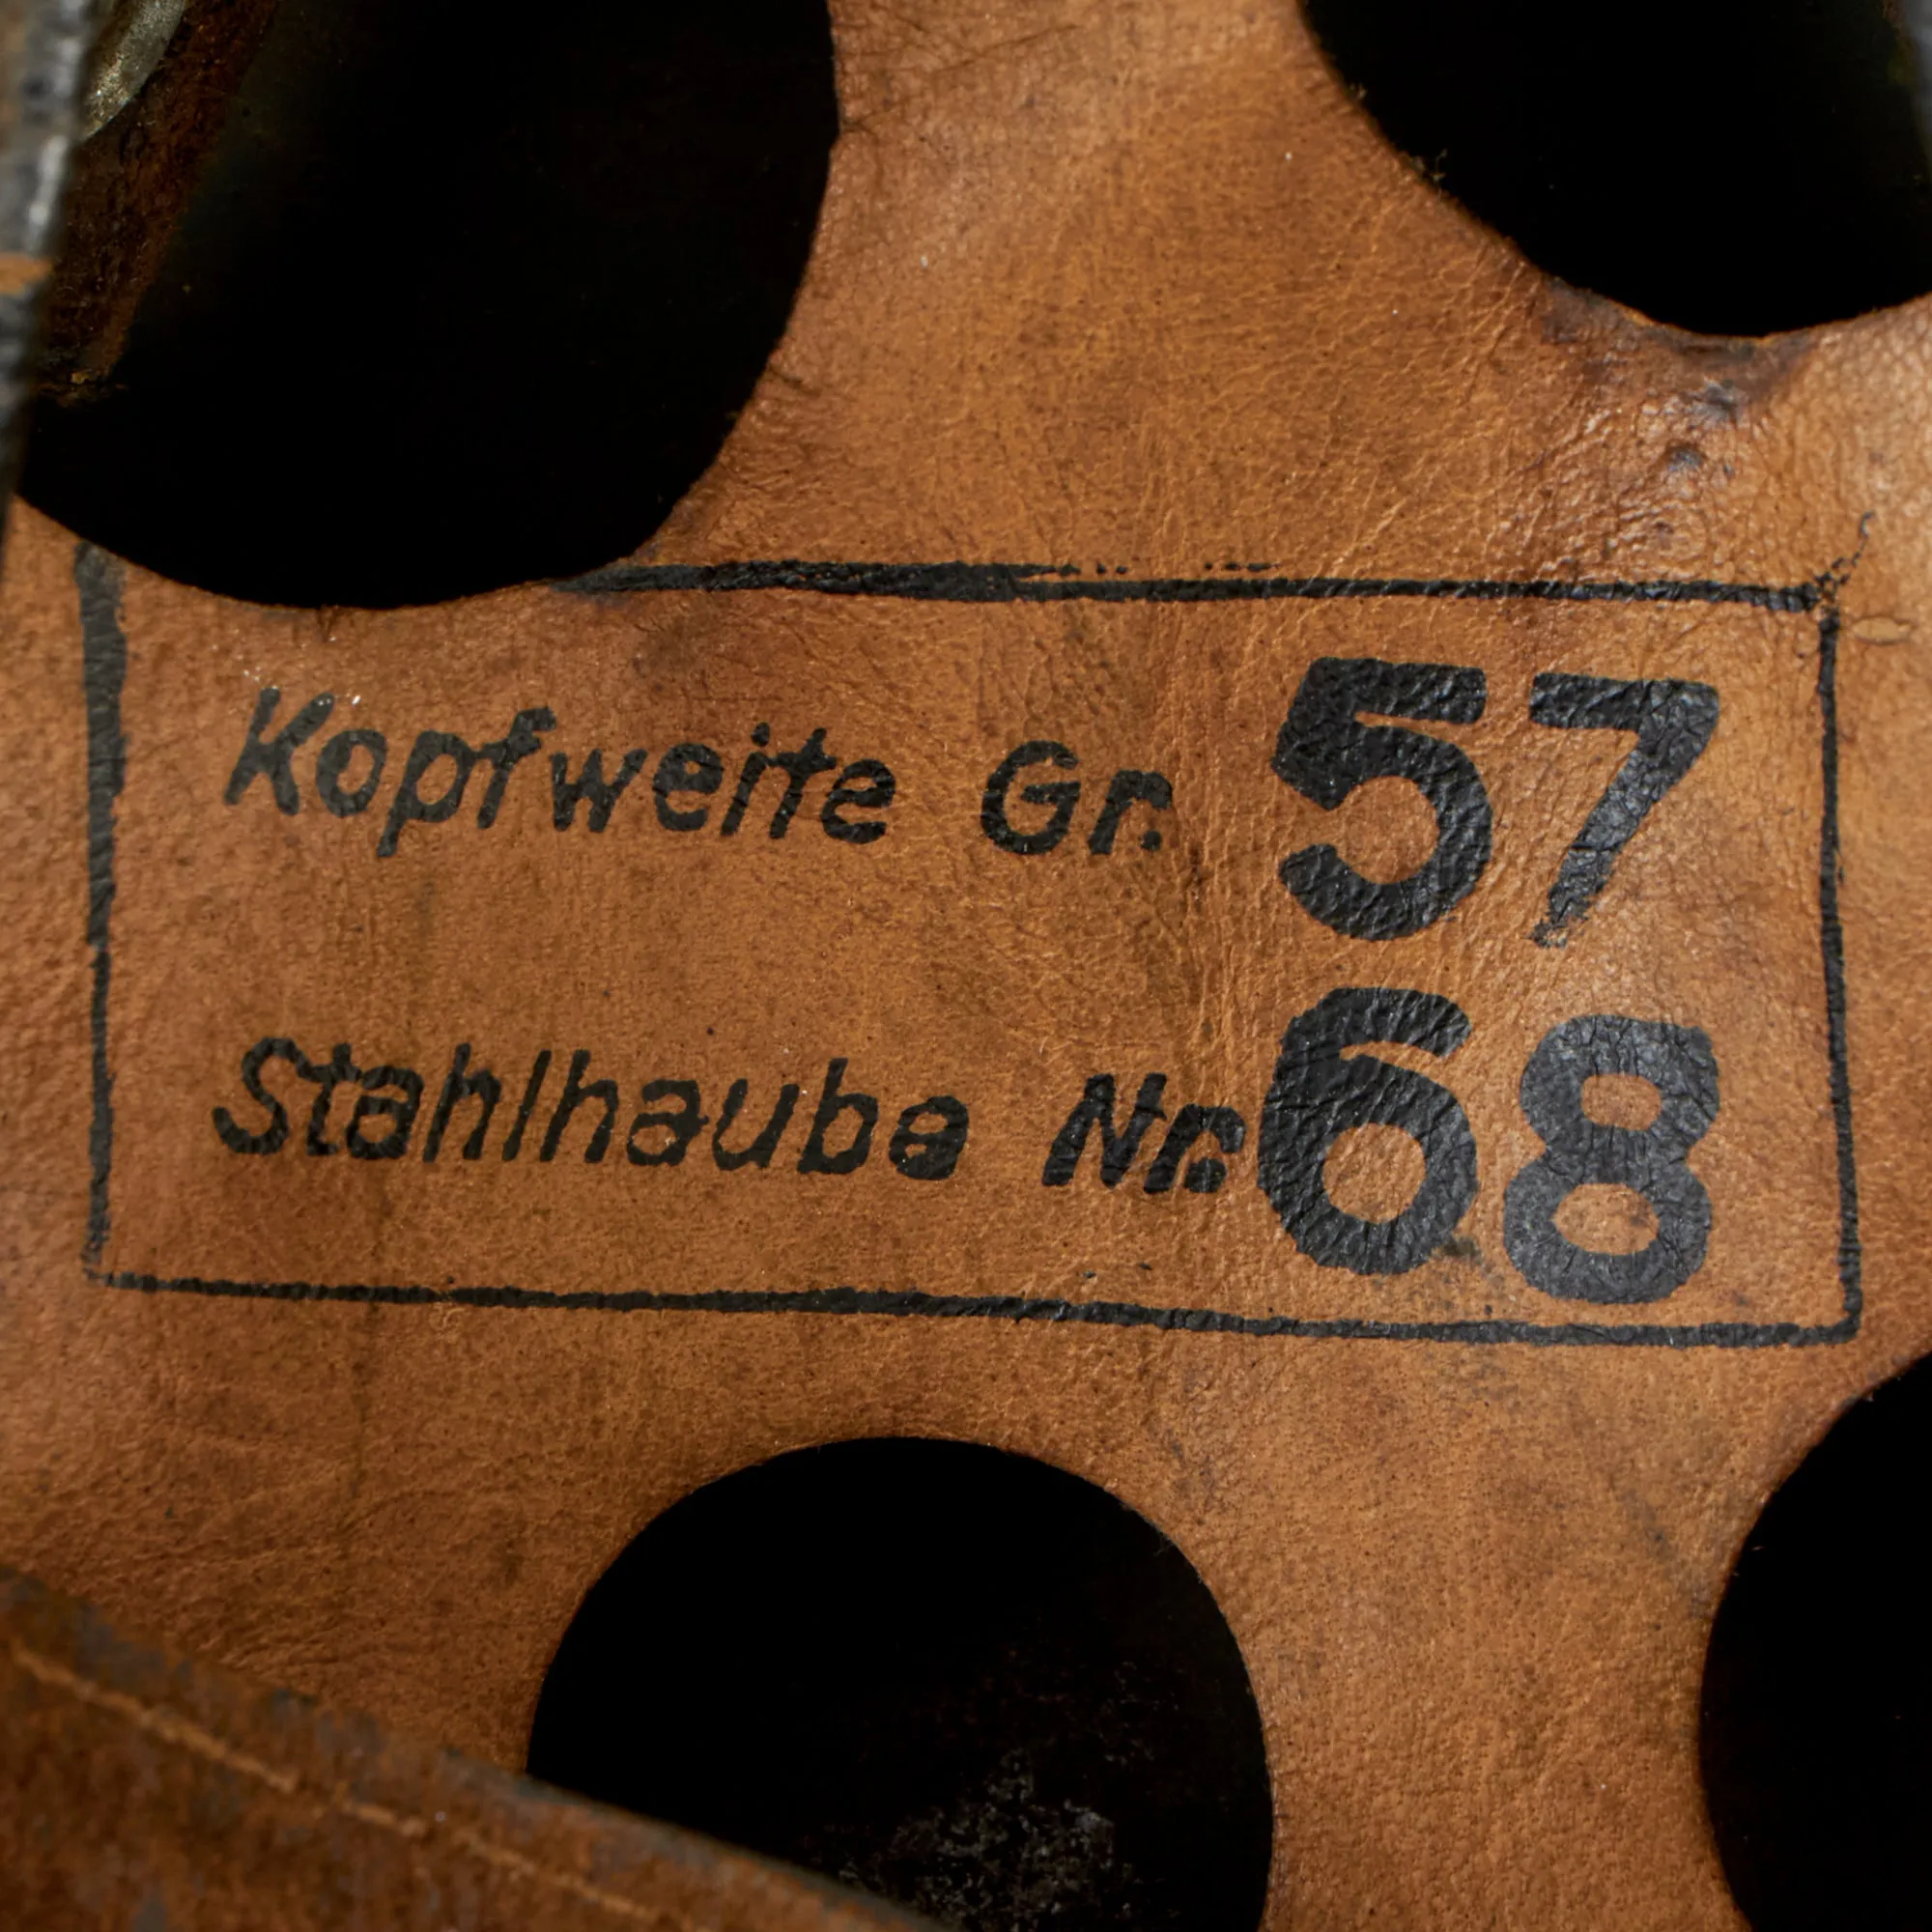 Kopfweite Gr. 57
Stahlhaube Nr. 68